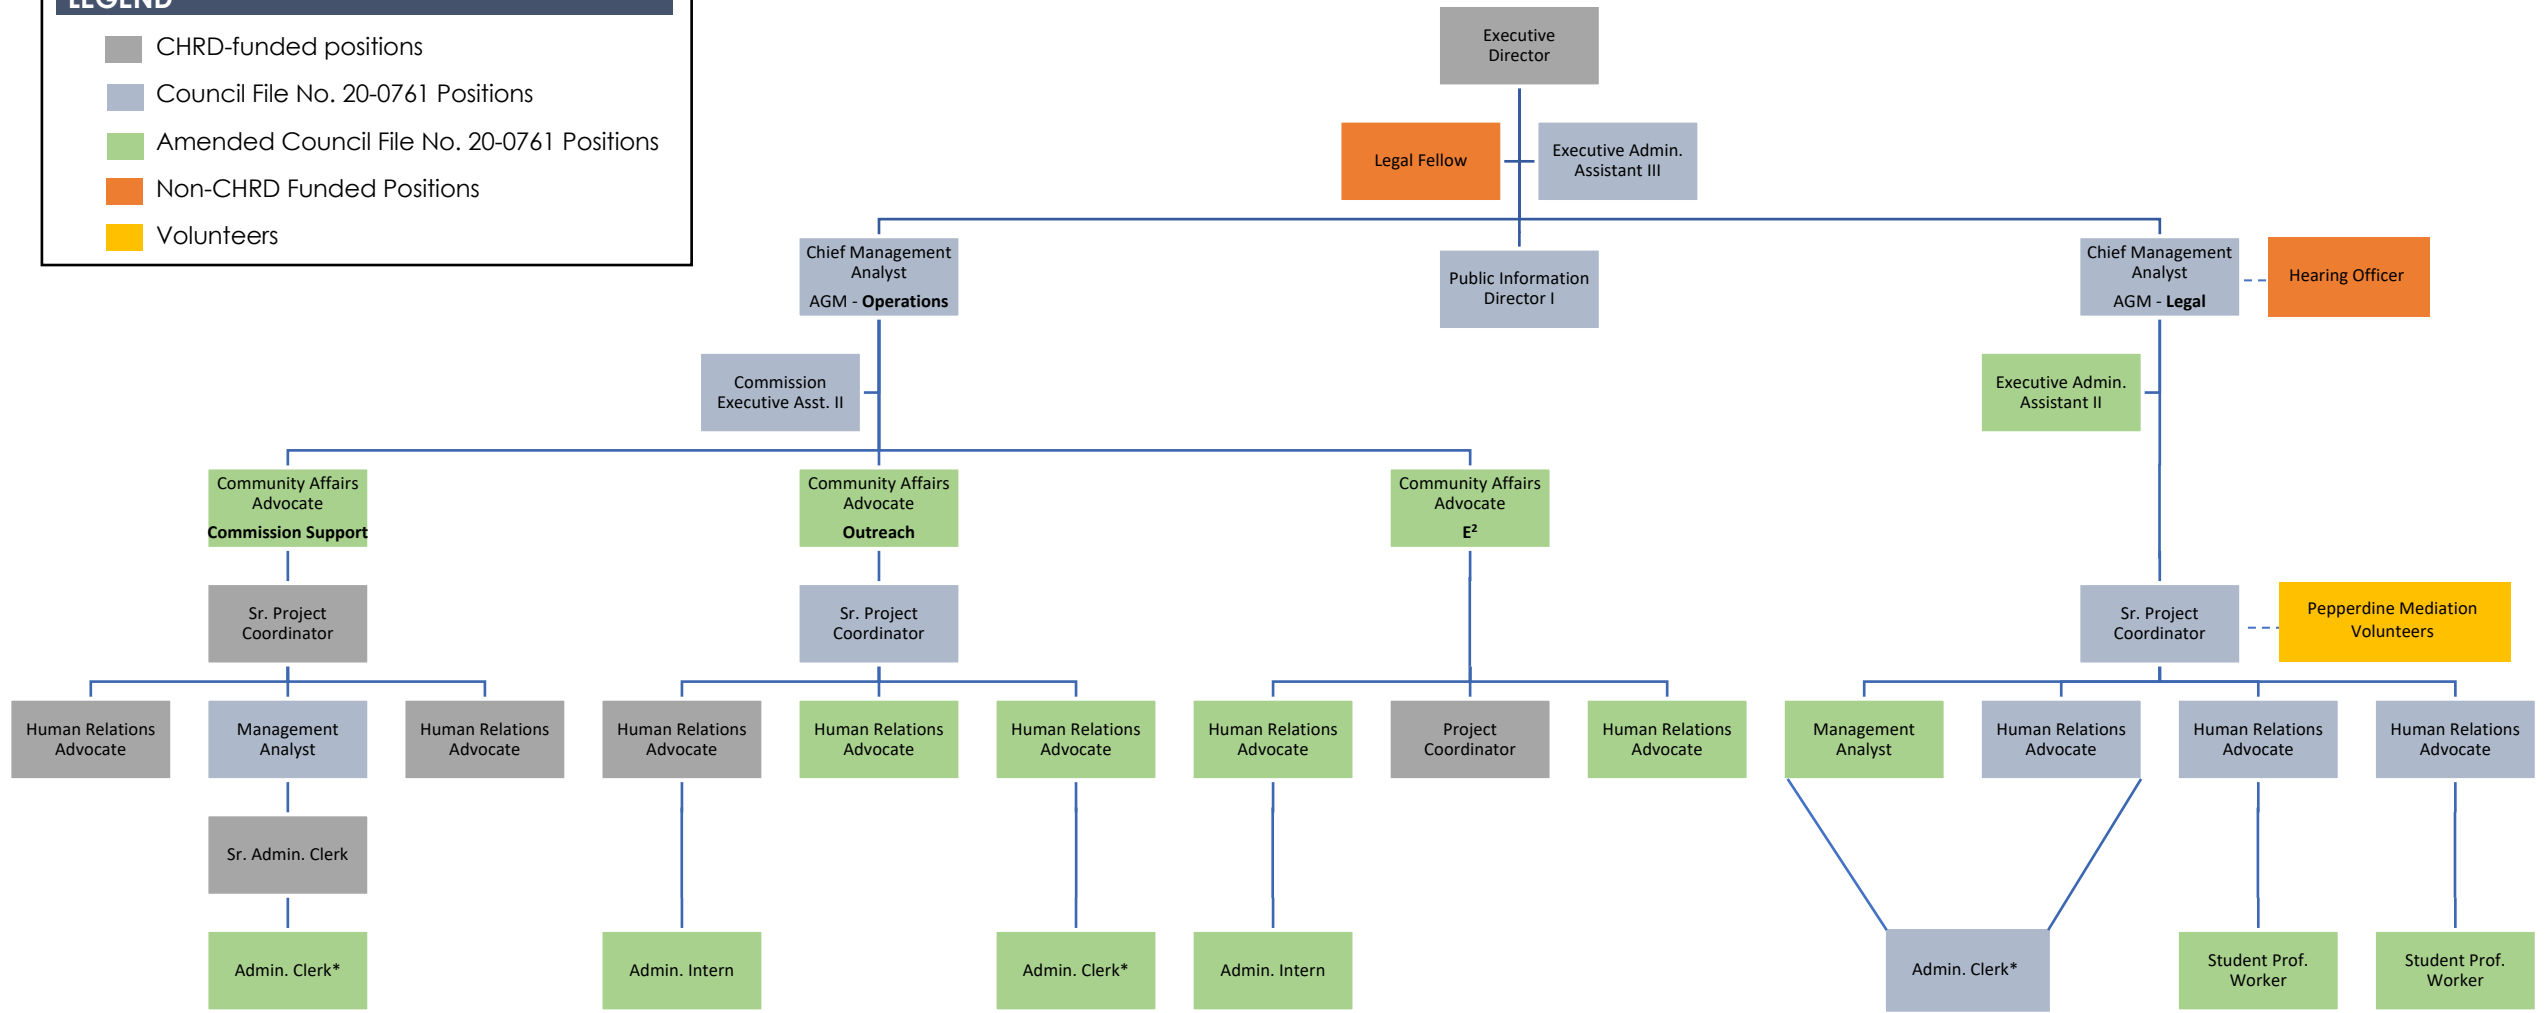 LEGEND
CHRD-funded positions
Council File No. 20-0761 Positions
Amended Council File No. 20-0761 Positions
Non-CHRD Funded Positions
Volunteers
Executive
Director
Legal Fellow
Executive Admin.
Assistant III
Chief Management
Analyst
AGM - Operations
Public Information
Director I
Chief Management
Analyst
AGM - Legal
Hearing Officer
Commission
Executive Asst. II
Executive Admin.
Assistant II
Community Affairs
Advocate
Commission Support
Community Affairs
Advocate
Outreach
Community Affairs
Advocate
E²
Sr. Project
Coordinator
Sr. Project
Coordinator
Sr. Project
Coordinator
Pepperdine Mediation
Volunteers
Human Relations
Advocate
Management
Analyst
Human Relations
Advocate
Human Relations
Advocate
Human Relations
Advocate
Human Relations
Advocate
Human Relations
Advocate
Project
Coordinator
Human Relations
Advocate
Management
Analyst
Human Relations
Advocate
Human Relations
Advocate
Human Relations
Advocate
Sr. Admin. Clerk
Admin. Clerk*
Admin. Intern
Admin. Clerk*
Admin. Intern
Admin. Clerk*
Student Prof.
Worker
Student Prof.
Worker